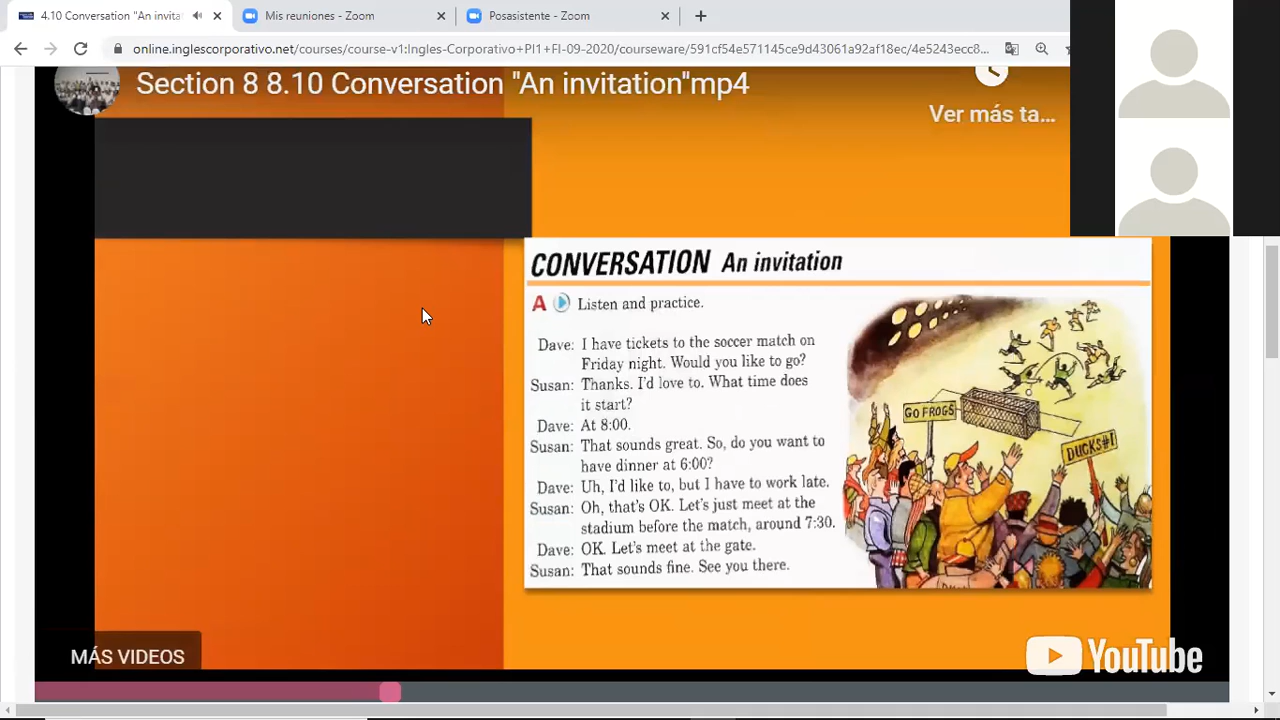 4.10 Conversation "An invita
Mis reuniones - Zoom
Posasistente - Zoom
online.inglescorporativo.net/courses/course-v1:Ingles-Corporativo+PI1+FI-09-2020/courseware/591cf54e571145ce9d43061a92af18ec/4e5243ecc8...
Section 8 8.10 Conversation "An invitation"mp4
Ver más ta...
CONVERSATION An invitation
A Listen and practice.
Dave: I have tickets to the soccer match on
Friday night. Would you like to go?
Susan: Thanks. I'd love to. What time does
it start?
Dave: At 8:00.
Susan: That sounds great. So, do you want to
have dinner at 6:00?
Dave: Uh, I'd like to, but I have to work late.
Susan: Oh, that's OK. Let's just meet at the
stadium before the match, around 7:30.
Dave: OK. Let's meet at the gate.
Susan: That sounds fine. See you there.
GO FROGS
DUCKS#1
MÁS VIDEOS
YouTube